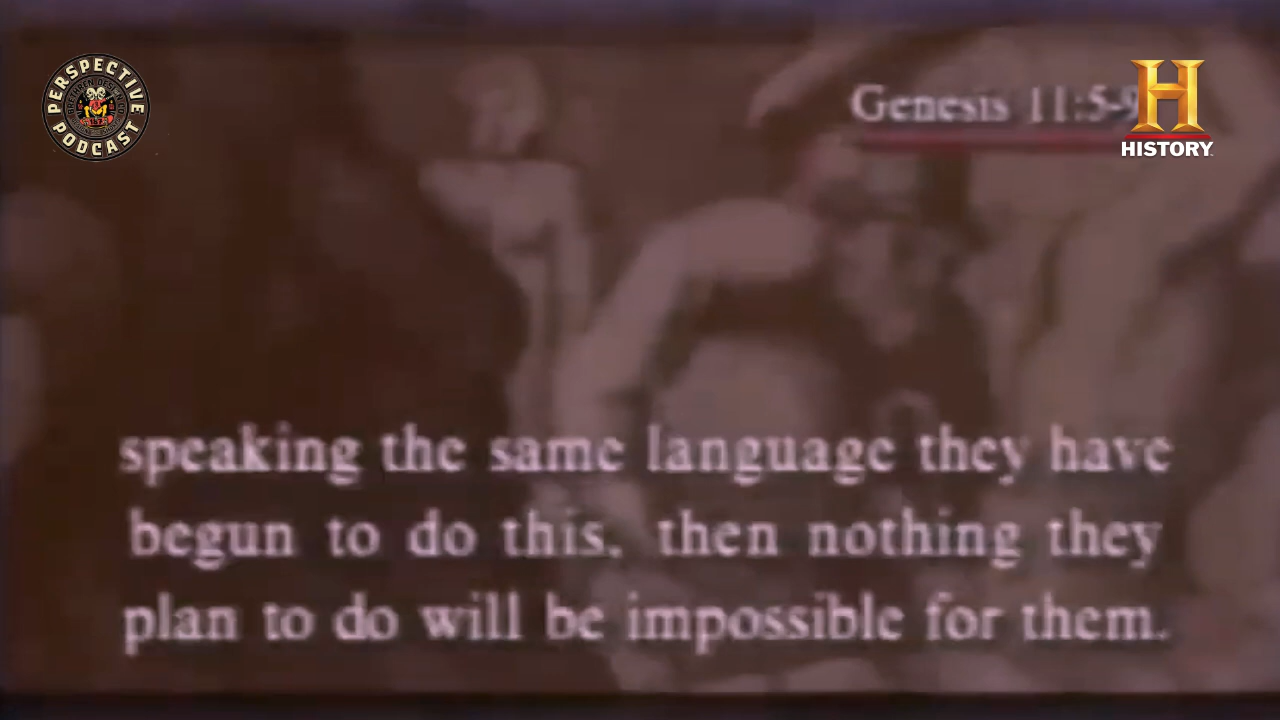 PERSPECTIVE
PODCAST
Genesis 11:5-9
HISTORY
speaking the same language they have
begun to do this, then nothing they
plan to do will be impossible for them.